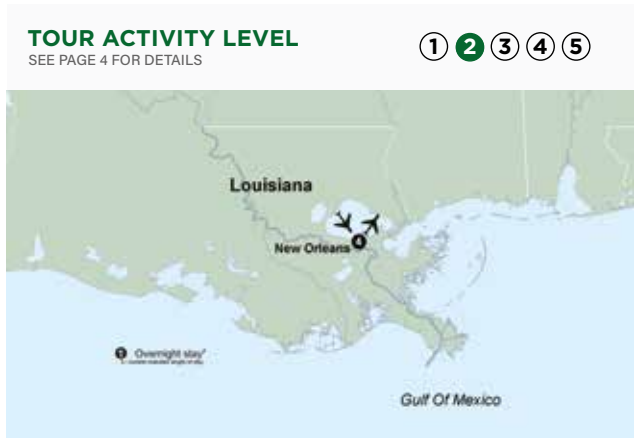 TOUR ACTIVITY LEVEL
1 2 3 4 5
SEE PAGE 4 FOR DETAILS
Louisiana
New Orleans 4
Overnight stay*
Gulf Of Mexico